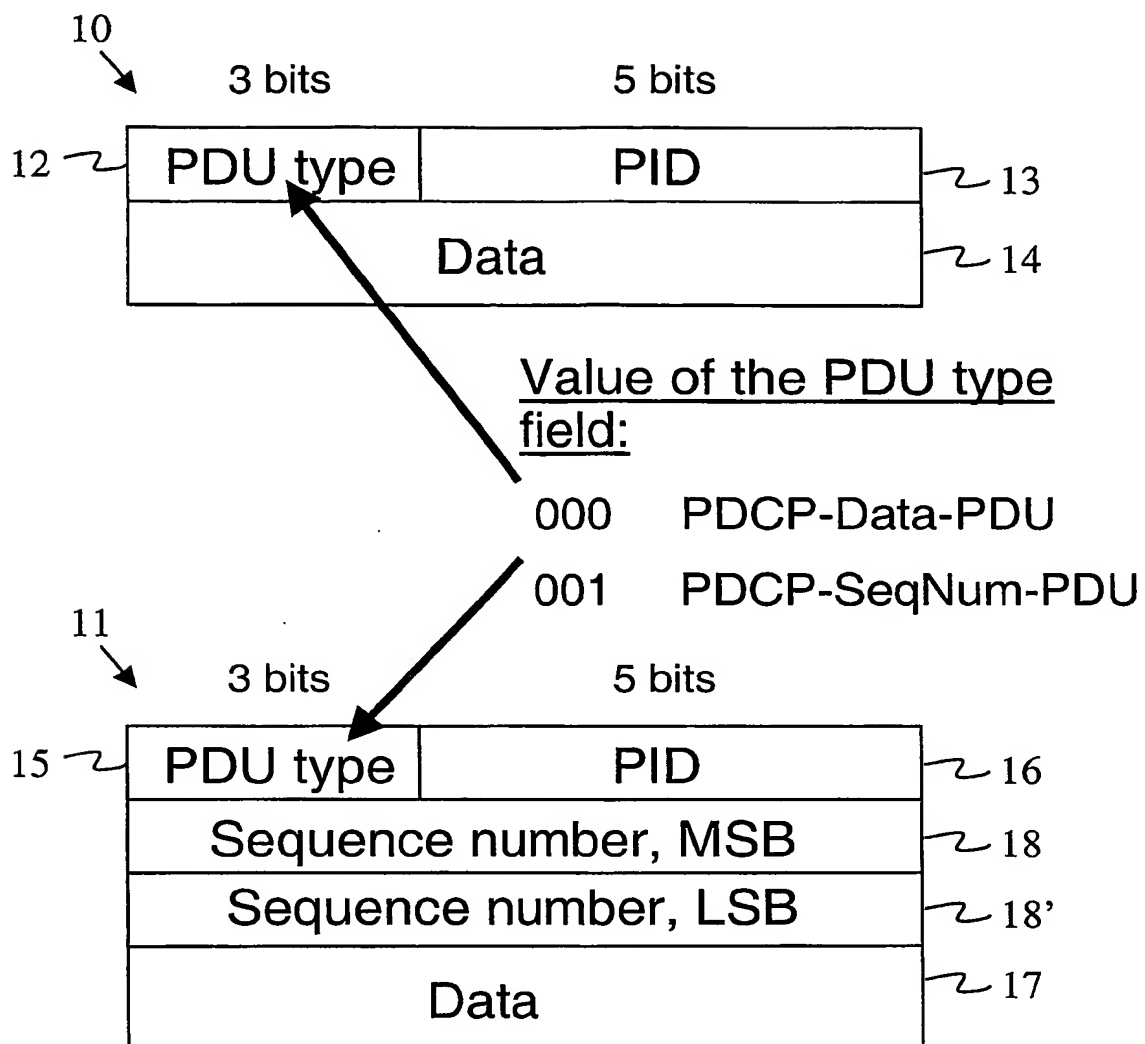 10
3 bits 5 bits
12 PDU type PID 13
Data 14
Value of the PDU type
field:
000 PDCP-Data-PDU
001 PDCP-SeqNum-PDU
11
3 bits 5 bits
15 PDU type PID 16
Sequence number, MSB 18
Sequence number, LSB 18’
Data 17